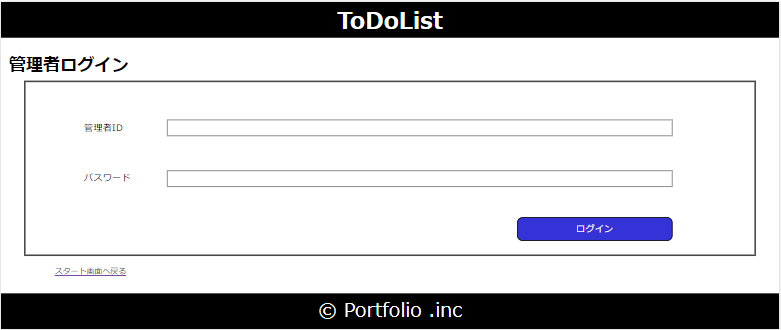 ToDoList
管理者ログイン
管理者ID
パスワード
ログイン
スタート画面へ戻る
© Portfolio .inc